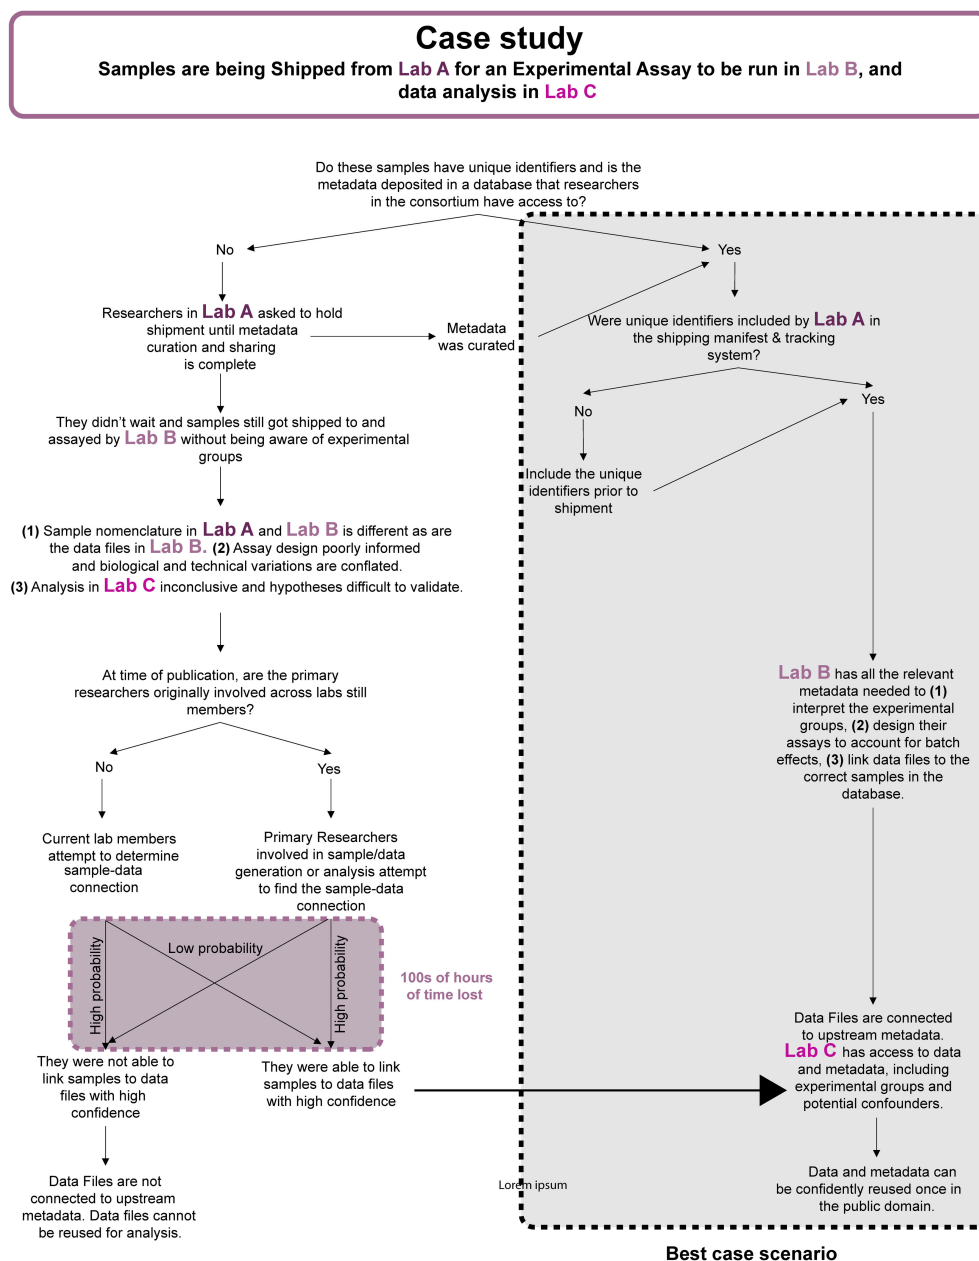 Case study
Samples are being Shipped from Lab A for an Experimental Assay to be run in Lab B, and
data analysis in Lab C
Do these samples have unique identifiers and is the
metadata deposited in a database that researchers
in the consortium have access to?
No
Yes
Researchers in Lab A asked to hold
shipment until metadata
curation and sharing
is complete
Metadata
was curated
Were unique identifiers included by Lab A in
the shipping manifest & tracking
system?
No
Yes
Include the unique
identifiers prior to
shipment
They didn't wait and samples still got shipped to and
assayed by Lab B without being aware of experimental
groups
(1) Sample nomenclature in Lab A and Lab B is different as are
the data files in Lab B. (2) Assay design poorly informed
and biological and technical variations are conflated.
(3) Analysis in Lab C inconclusive and hypotheses difficult to validate.
At time of publication, are the primary
researchers originally involved across labs still
members?
No
Yes
Current lab members
attempt to determine
sample-data
connection
Primary Researchers
involved in sample/data
generation or analysis attempt
to find the sample-data
connection
High probability
Low probability
High probability
100s of hours
of time lost
They were not able to
link samples to data
files with high
confidence
They were able to link
samples to data files
with high confidence
Data Files are not
connected to upstream
metadata. Data files cannot
be reused for analysis.
Lab B has all the relevant
metadata needed to (1)
interpret the experimental
groups, (2) design their
assays to account for batch
effects, (3) link data files to the
correct samples in the
database.
Data Files are connected
to upstream metadata.
Lab C has access to data
and metadata, including
experimental groups and
potential confounders.
Data and metadata can
be confidently reused once in
the public domain.
Lorem ipsum
Best case scenario